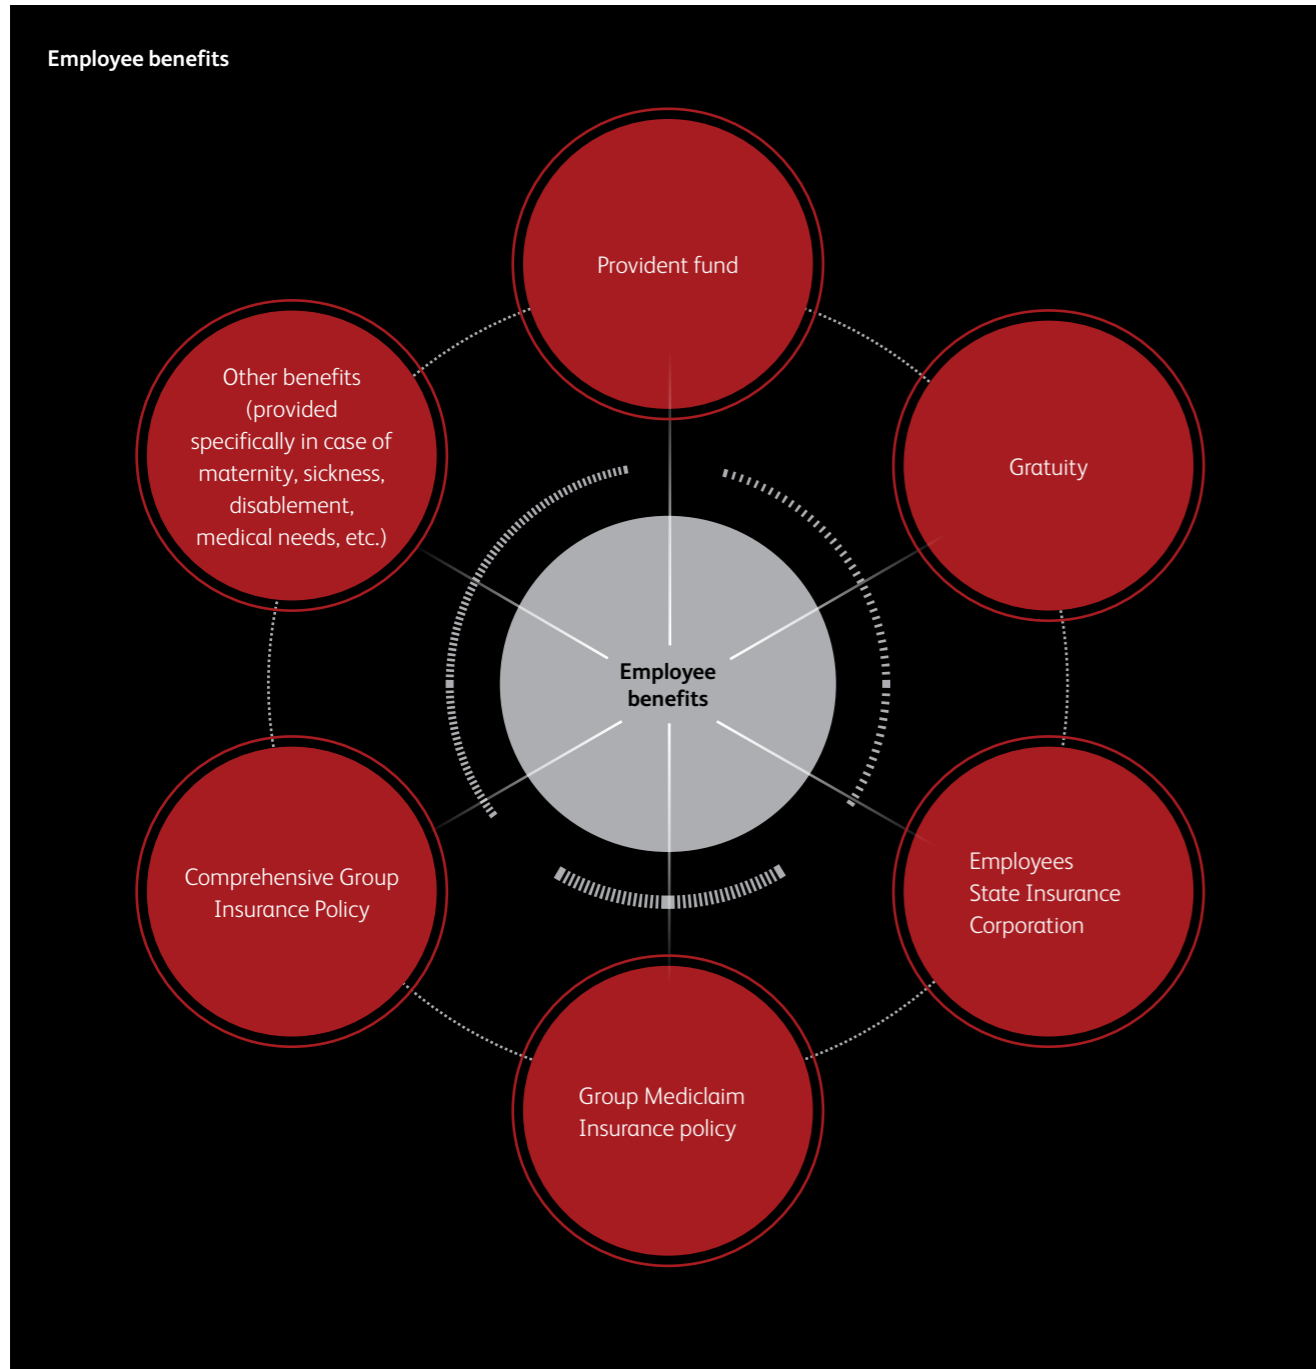 Employee benefits
Provident fund
Other benefits
(provided
specifically in case of
maternity, sickness,
disablement,
medical needs, etc.)
Gratuity
Employee
benefits
Comprehensive Group
Insurance Policy
Employees
State Insurance
Corporation
Group Mediclaim
Insurance policy